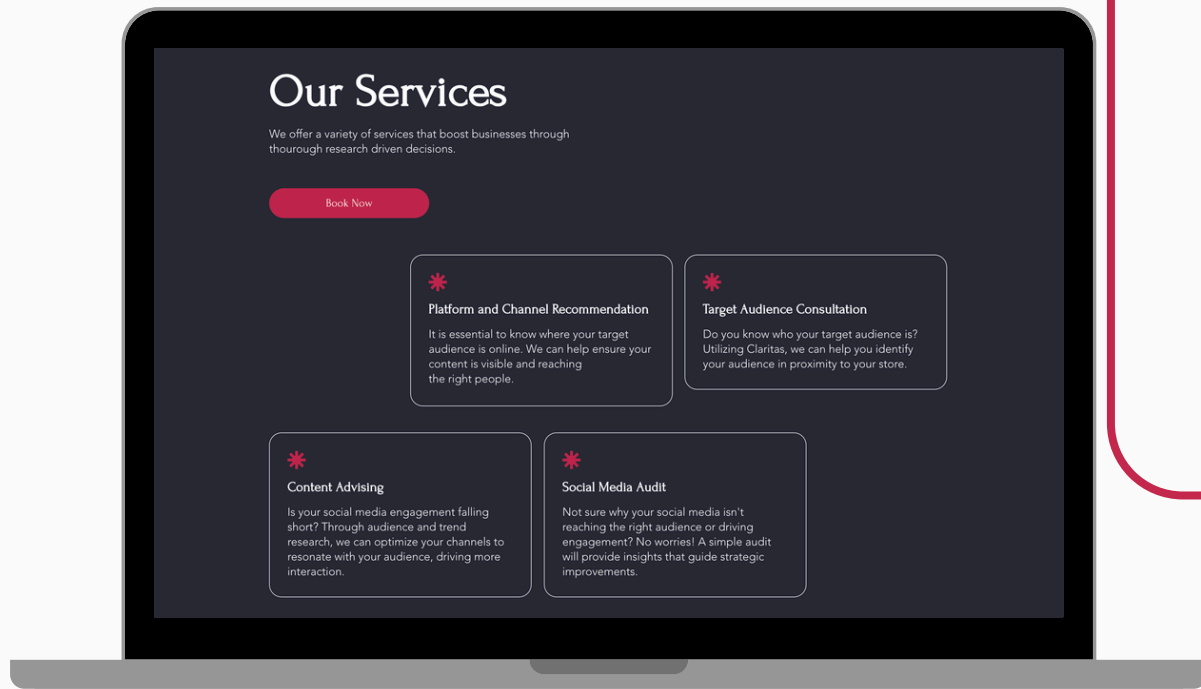 Our Services
We offer a variety of services that boost businesses through
thourough research driven decisions.
Book Now
Platform and Channel Recommendation
It is essential to know where your target
audience is online. We can help ensure your
content is visible and reaching
the right people.
Target Audience Consultation
Do you know who your target audience is?
Utilizing Claritas, we can help you identify
your audience in proximity to your store.
Content Advising
Is your social media engagement falling
short? Through audience and trend
research, we can optimize your channels to
resonate with your audience, driving more
interaction.
Social Media Audit
Not sure why your social media isn't
reaching the right audience or driving
engagement? No worries! A simple audit
will provide insights that guide strategic
improvements.